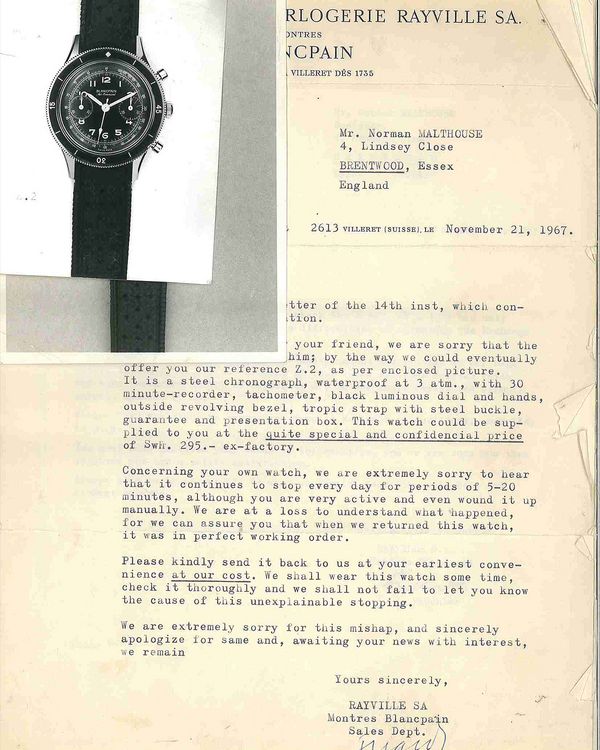 RLOGERIE RAYVILLE SA.
ONTRES
NCPAIN
VILLERET DÈS 1735
Mr. Norman MALTHOUSE
4, Lindsey Close
BRENTWOOD, Essex
England
2613 VILLERET (SUISSE), LE November 21, 1967.
etter of the 14th inst, which con-
tion.
your friend, we are sorry that the
him; by the way we could eventually
offer you our reference Z.2, as per enclosed picture.
It is a steel chronograph, waterproof at 3 atm., with 30
minute-recorder, tachometer, black luminous dial and hands,
outside revolving bezel, tropic strap with steel buckle,
guarantee and presentation box. This watch could be sup-
plied to you at the quite special and confidencial price
of Swfr. 295.- ex-factory.
Concerning your own watch, we are extremely sorry to hear
that it continues to stop every day for periods of 5-20
minutes, although you are very active and even wound it up
manually. We are at a loss to understand what happened,
for we can assure you that when we returned this watch,
it was in perfect working order.
Please kindly send it back to us at your earliest conve-
nience at our cost. We shall wear this watch some time,
check it thoroughly and we shall not fail to let you know
the cause of this unexplainable stopping.
We are extremely sorry for this mishap, and sincerely
apologize for same and, awaiting your news with interest,
we remain
Yours sincerely,
RAYVILLE SA
Montres Blancpain
Sales Dept.